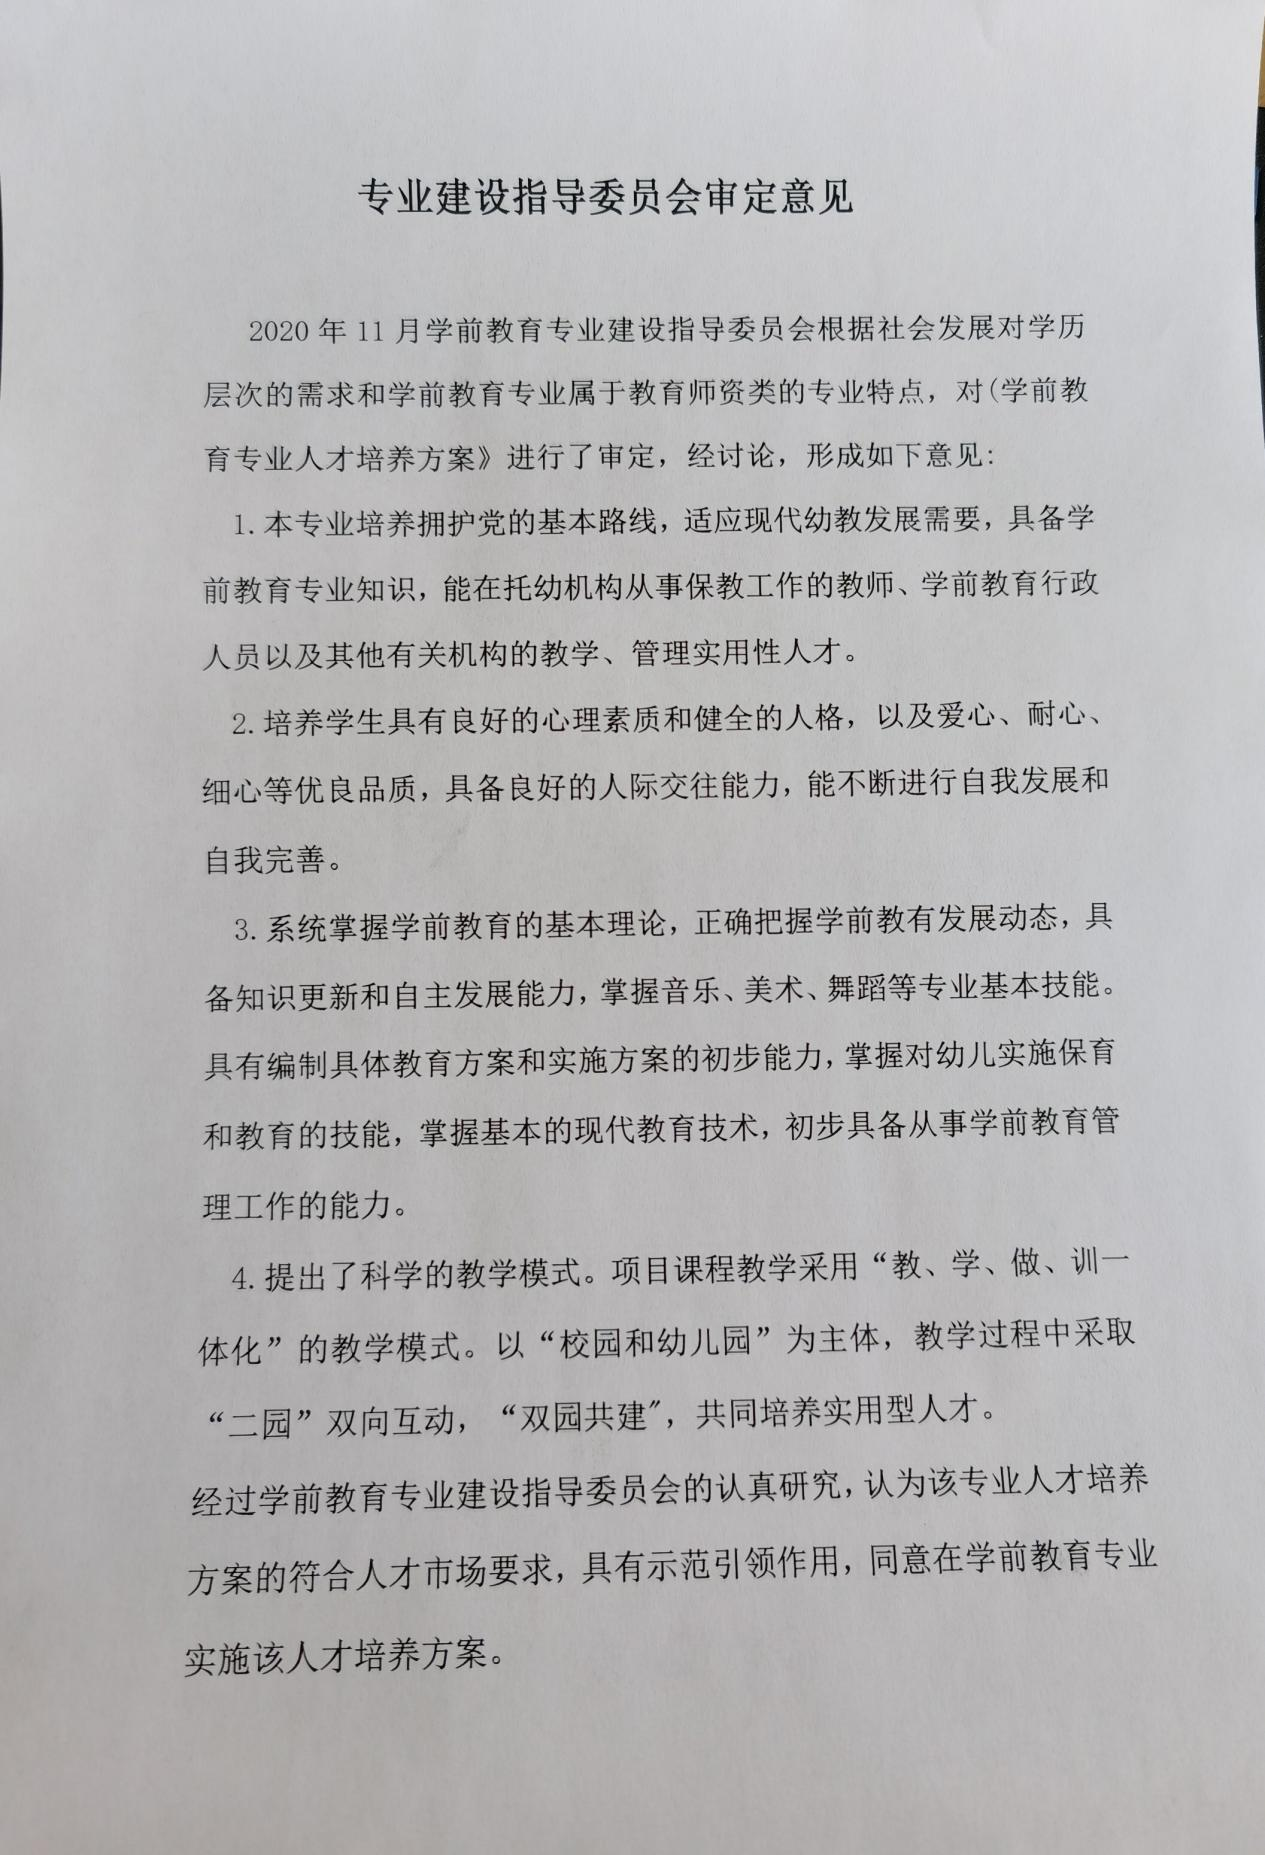 专业建设指导委员会审定意见
2020 年 11 月学前教育专业建设指导委员会根据社会发展对学历
层次的需求和学前教育专业属于教育师资类的专业特点，对(学前教
育专业人才培养方案》进行了审定，经讨论，形成如下意见:
1.本专业培养拥护党的基本路线，适应现代幼教发展需要，具备学
前教育专业知识，能在托幼机构从事保教工作的教师、学前教育行政
人员以及其他有关机构的教学、管理实用性人才。
2.培养学生具有良好的心理素质和健全的人格，以及爱心、耐心、
细心等优良品质，具备良好的人际交往能力，能不断进行自我发展和
自我完善。
3.系统掌握学前教育的基本理论，正确把握学前教有发展动态，具
备知识更新和自主发展能力，掌握音乐、美术、舞蹈等专业基本技能。
具有编制具体教育方案和实施方案的初步能力，掌握对幼儿实施保育
和教育的技能，掌握基本的现代教育技术，初步具备从事学前教育管
理工作的能力。
4.提出了科学的教学模式。项目课程教学采用“教、学、做、训一
体化”的教学模式。以“校园和幼儿园”为主体，教学过程中采取
“二园”双向互动，“双园共建"，共同培养实用型人才。
经过学前教育专业建设指导委员会的认真研究，认为该专业人才培养
方案的符合人才市场要求，具有示范引领作用，同意在学前教育专业
实施该人才培养方案。